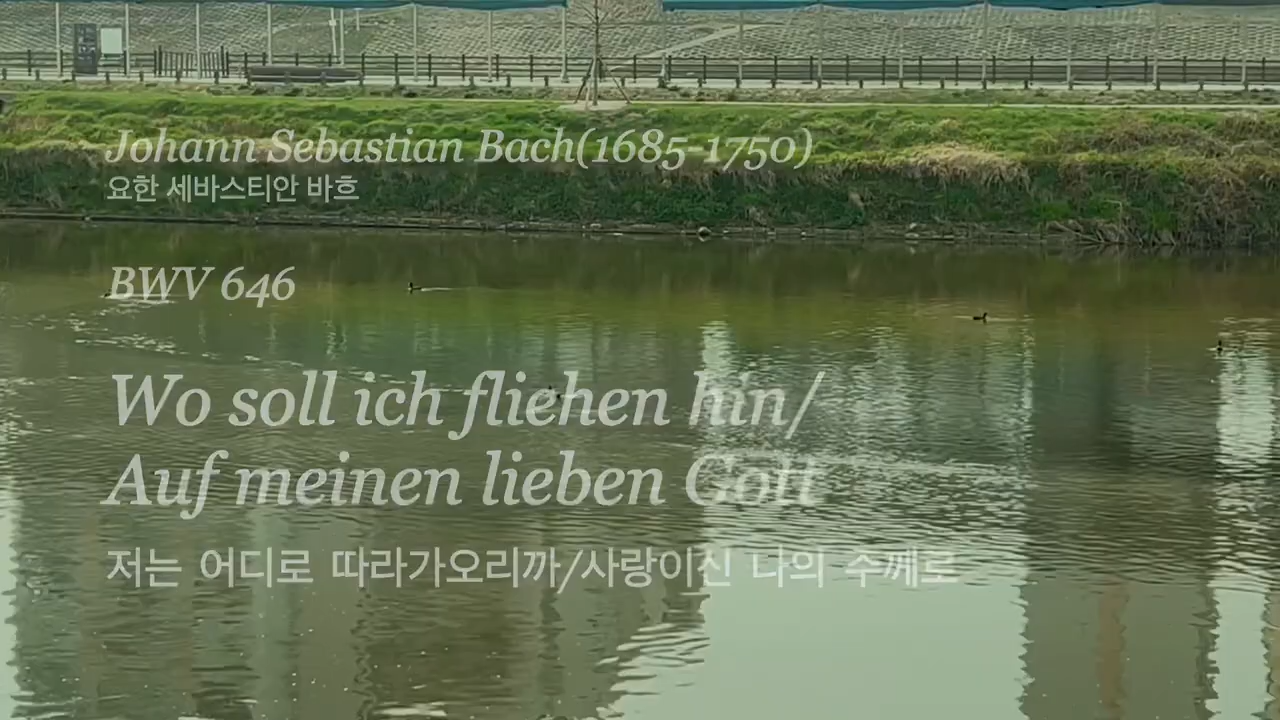 Johann Sebastian Bach(1685-1750)
요한 세바스티안 바흐
BWV 646
Wo soll ich fliehen hin/
Auf meinen lieben Gott
저는 어디로 따라가오리까/사랑이신 나의 수께로